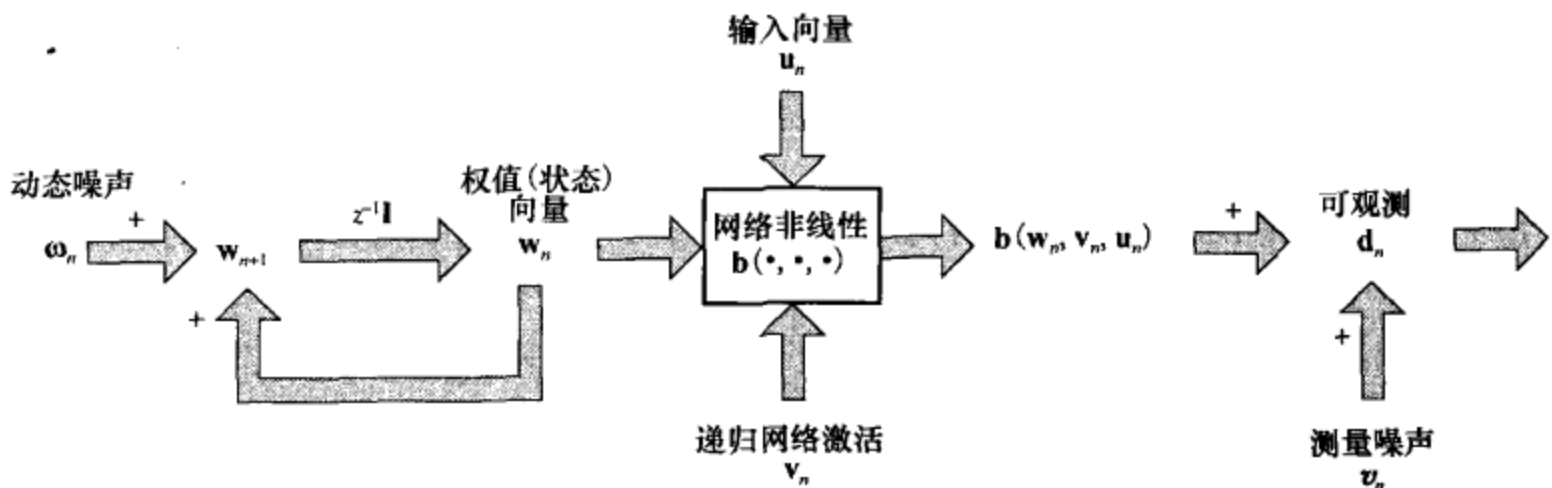 输入向量
u_n
动态噪声
+
ω_n
w_{n+1}
+
z^{-1}I
权值(状态)
向量
w_n
网络非线性
b(•, •, •)
b(w_n, v_n, u_n)
+
可观测
d_n
+
递归网络激活
v_n
测量噪声
v_n